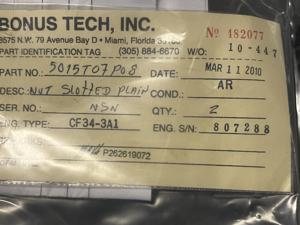 BONUS TECH, INC. No 482077
8575 N.W. 79 Avenue Bay D • Miami, Florida 33166
PART IDENTIFICATION TAG (305) 884-6670 W/O: 10-447
PART NO. 5015T07P08 DATE: MAR 11 2010
DESC: NUT SLOTTED PLAIN COND: AR
SER. NO. NSN QTY.: 2
ENG. TYPE: CF34-3A1 ENG. S/N: 807288
P262619072